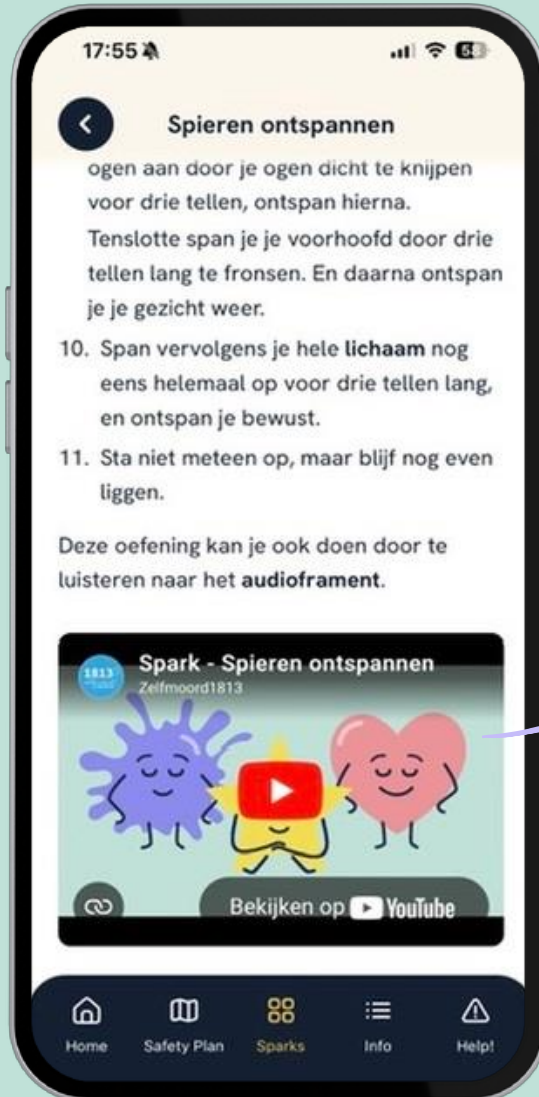 17:55
58
Spieren ontspannen
ogen aan door je ogen dicht te knijpen
voor drie tellen, ontspan hierna.
Tenslotte span je je voorhoofd door drie
tellen lang te fronsen. En daarna ontspan
je je gezicht weer.
10. Span vervolgens je hele lichaam nog
eens helemaal op voor drie tellen lang,
en ontspan je bewust.
11. Sta niet meteen op, maar blijf nog even
liggen.
Deze oefening kan je ook doen door te
luisteren naar het audioframent.
1813
Spark - Spieren ontspannen
Zelfmoord1813
Bekijken op YouTube
Home Safety Plan Sparks Info Help!